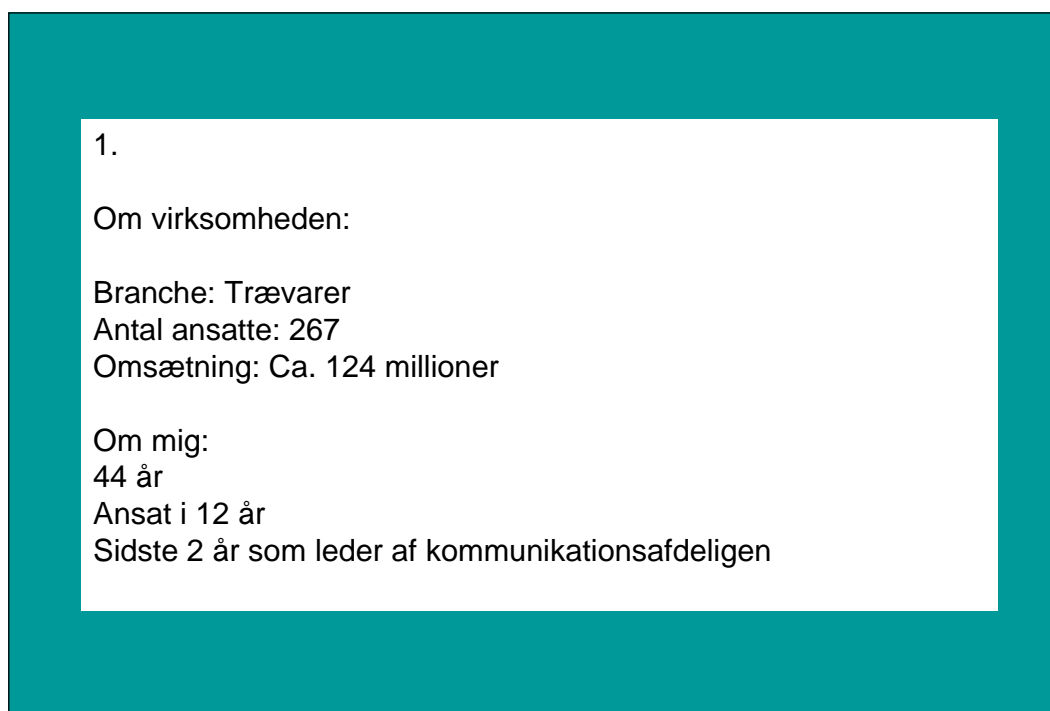 1.
Om virksomheden:
Branche: Trævarer
Antal ansatte: 267
Omsætning: Ca. 124 millioner
Om mig:
44 år
Ansat i 12 år
Sidste 2 år som leder af kommunikationsafdeligen